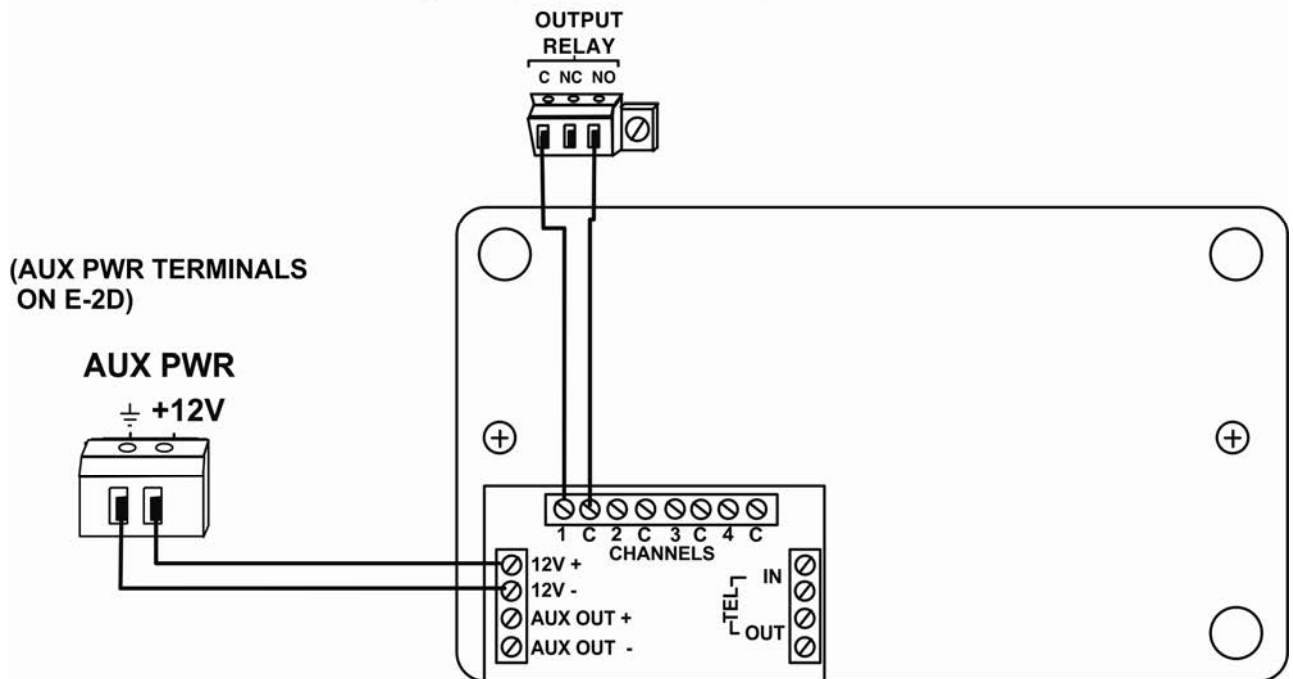 OUTPUT
RELAY
C NC NO
(AUX PWR TERMINALS
ON E-2D)
AUX PWR
+12V
1 C 2 C 3 C 4 C
CHANNELS
12V +
12V -
AUX OUT +
AUX OUT -
IN
TEL
OUT